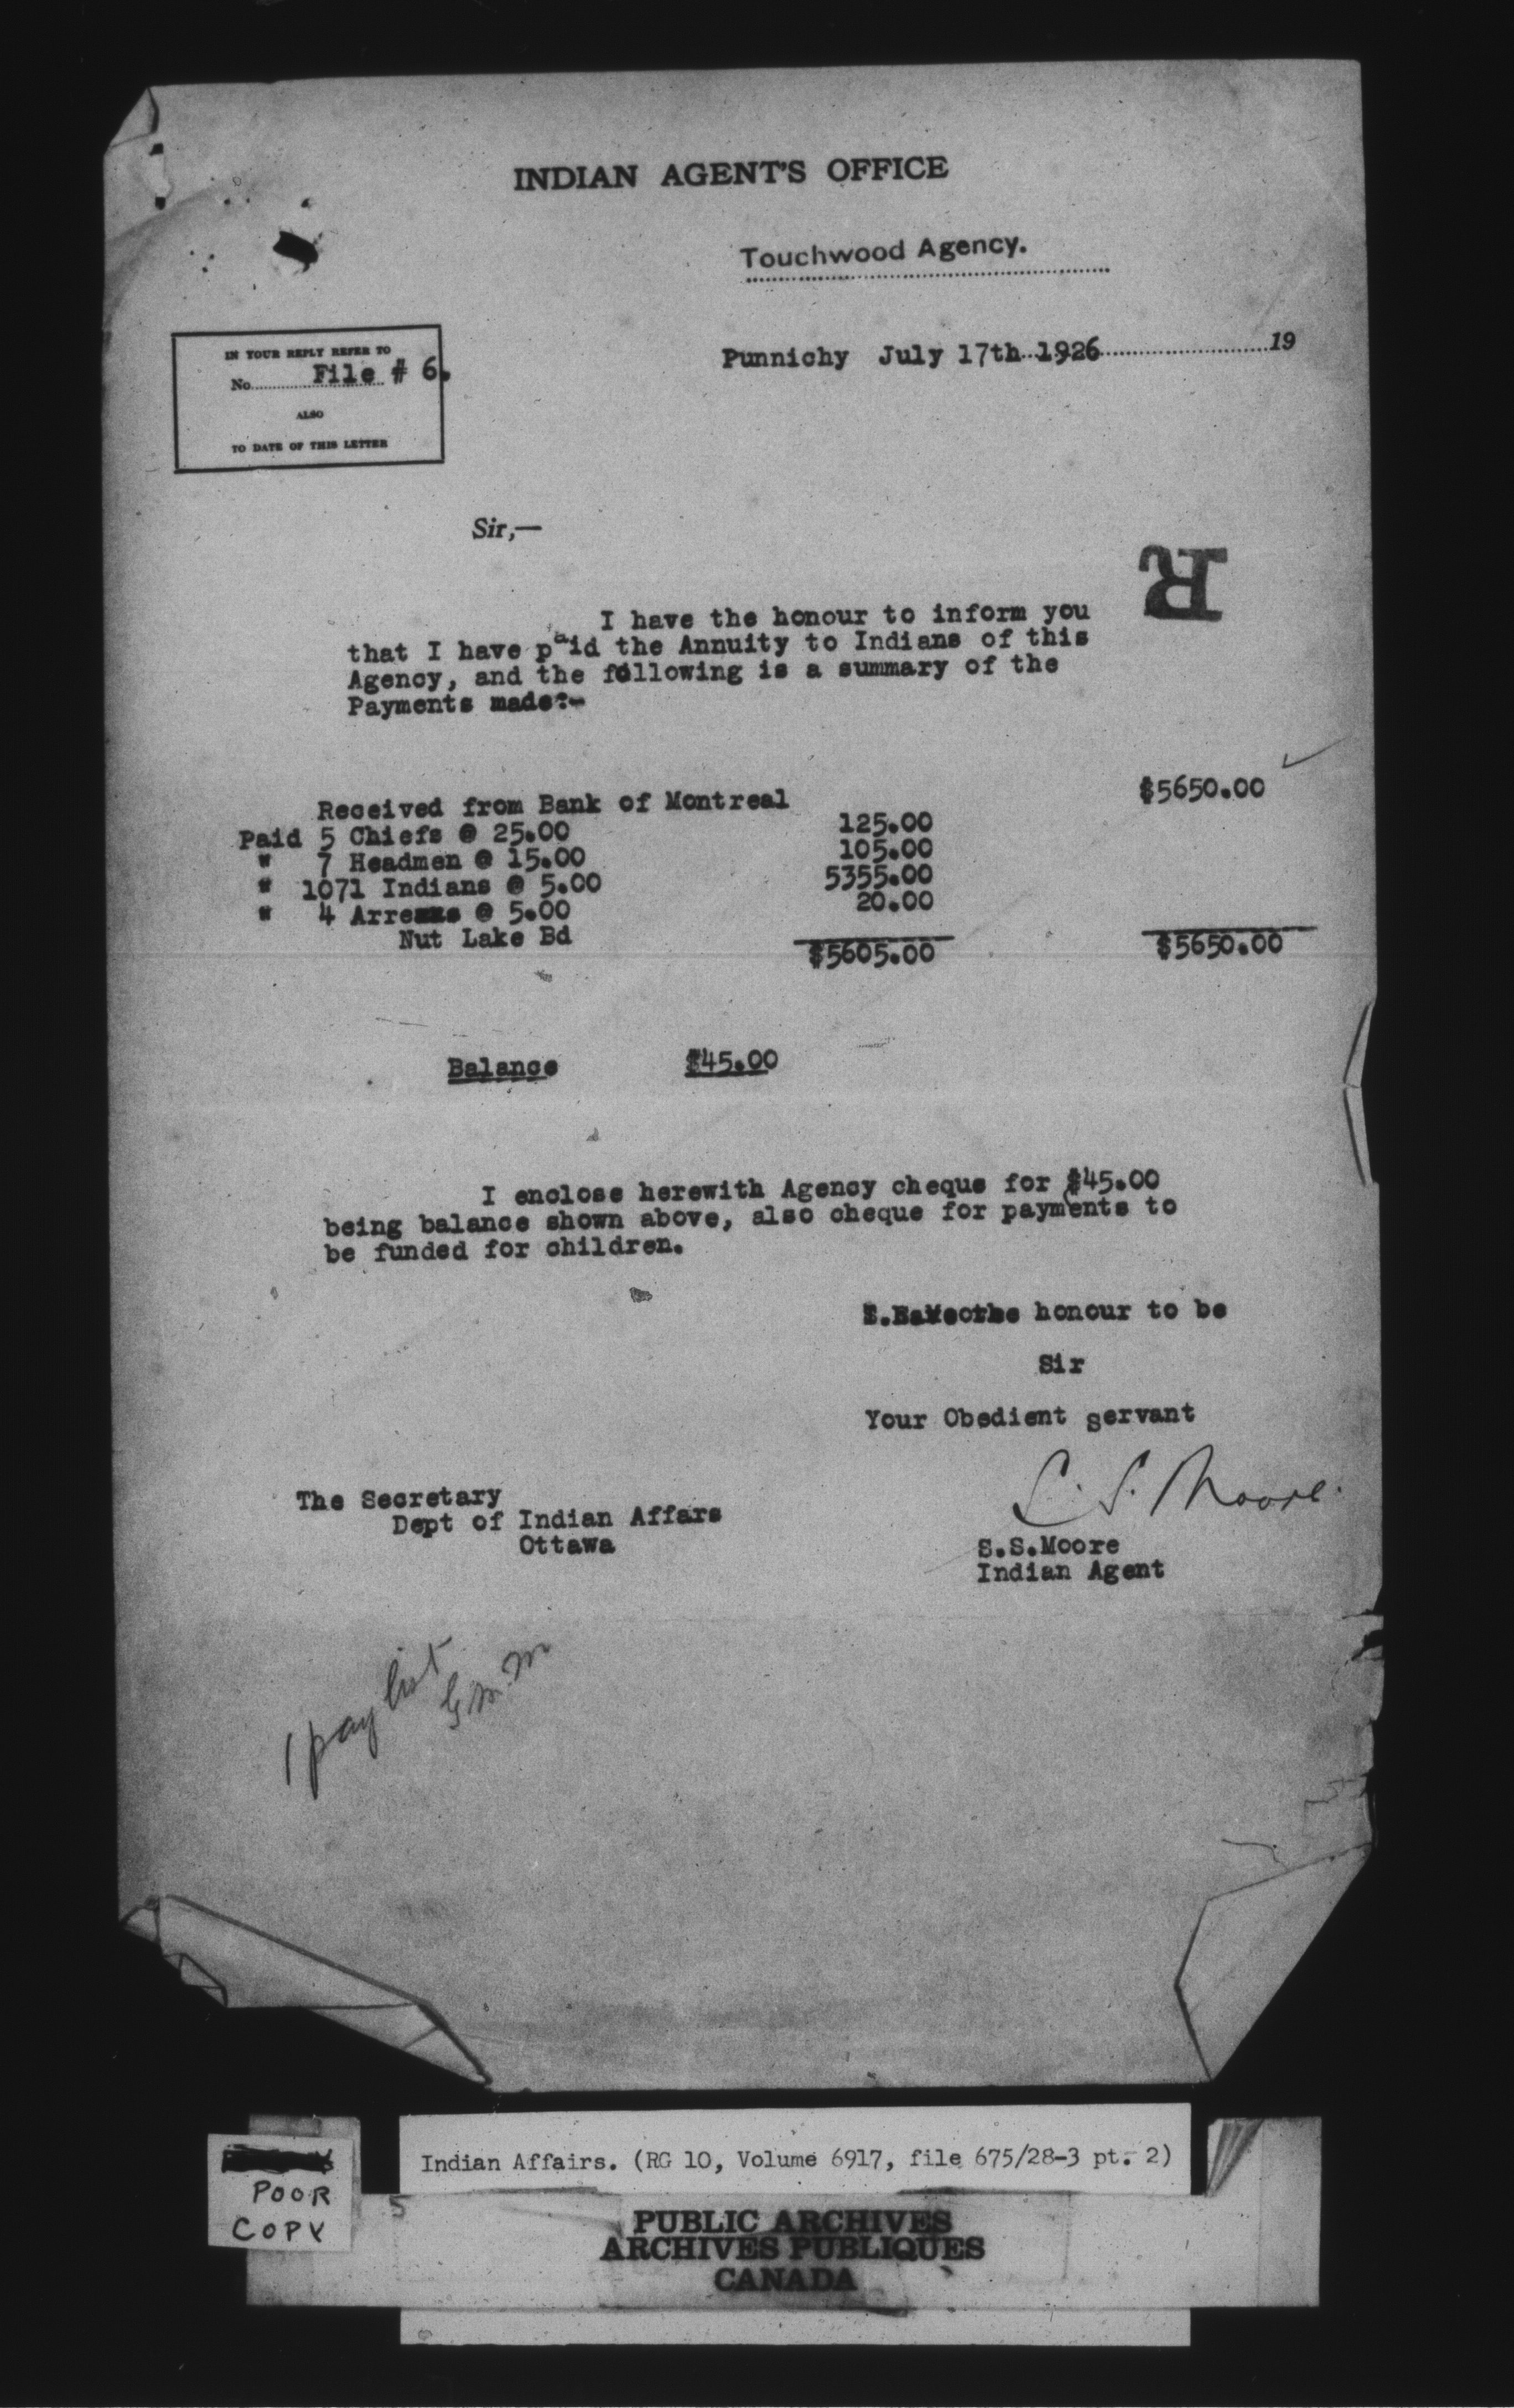 INDIAN AGENT'S OFFICE
Touchwood Agency.
IN YOUR REPLY REFER TO
No. File # 6.
ALSO
TO DATE OF THIS LETTER
Punnichy July 17th 1926 19
Sir,—
R
I have the honour to inform you
that I have paid the Annuity to Indians of this
Agency, and the following is a summary of the
Payments made:-
Received from Bank of Montreal $5650.00
Paid 5 Chiefs @ 25.00 125.00
" 7 Headmen @ 15.00 105.00
" 1071 Indians @ 5.00 5355.00
" 4 @ 5.00 20.00
Nut Lake Bd
$5605.00 $5650.00
Balance $45.00
I enclose herewith Agency cheque for $45.00
being balance shown above, also cheque for payments to
be funded for children.
honour to be
Sir
Your Obedient servant
S. S. Moore.
S.S.Moore
Indian Agent
The Secretary
Dept of Indian Affars
Ottawa
1 pay list
G.M.M
Indian Affairs. (RG 10, Volume 6917, file 675/28-3 pt. 2)
POOR
COPY
5
PUBLIC ARCHIVES
ARCHIVES PUBLIQUES
CANADA